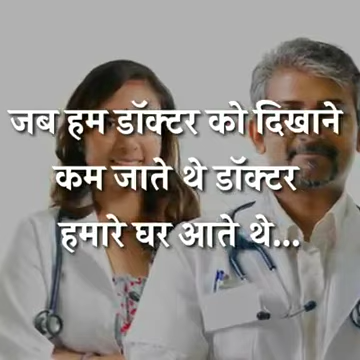 जब हम डॉक्टर को दिखाने
कम जाते थे डॉक्टर
हमारे घर आते थे...